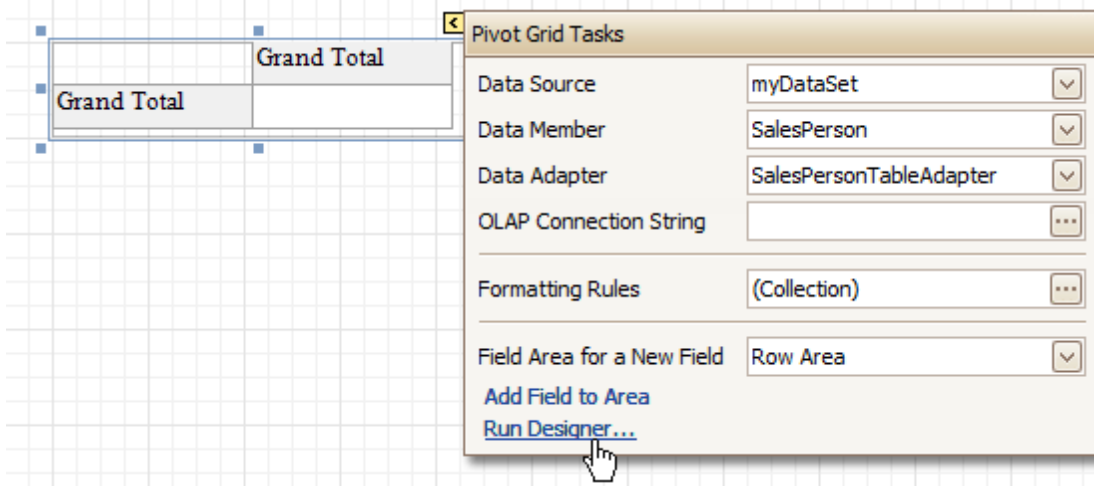 Grand Total
Grand Total
Pivot Grid Tasks
Data Source myDataSet
Data Member SalesPerson
Data Adapter SalesPersonTableAdapter
OLAP Connection String
Formatting Rules (Collection)
Field Area for a New Field Row Area
Add Field to Area
Run Designer...